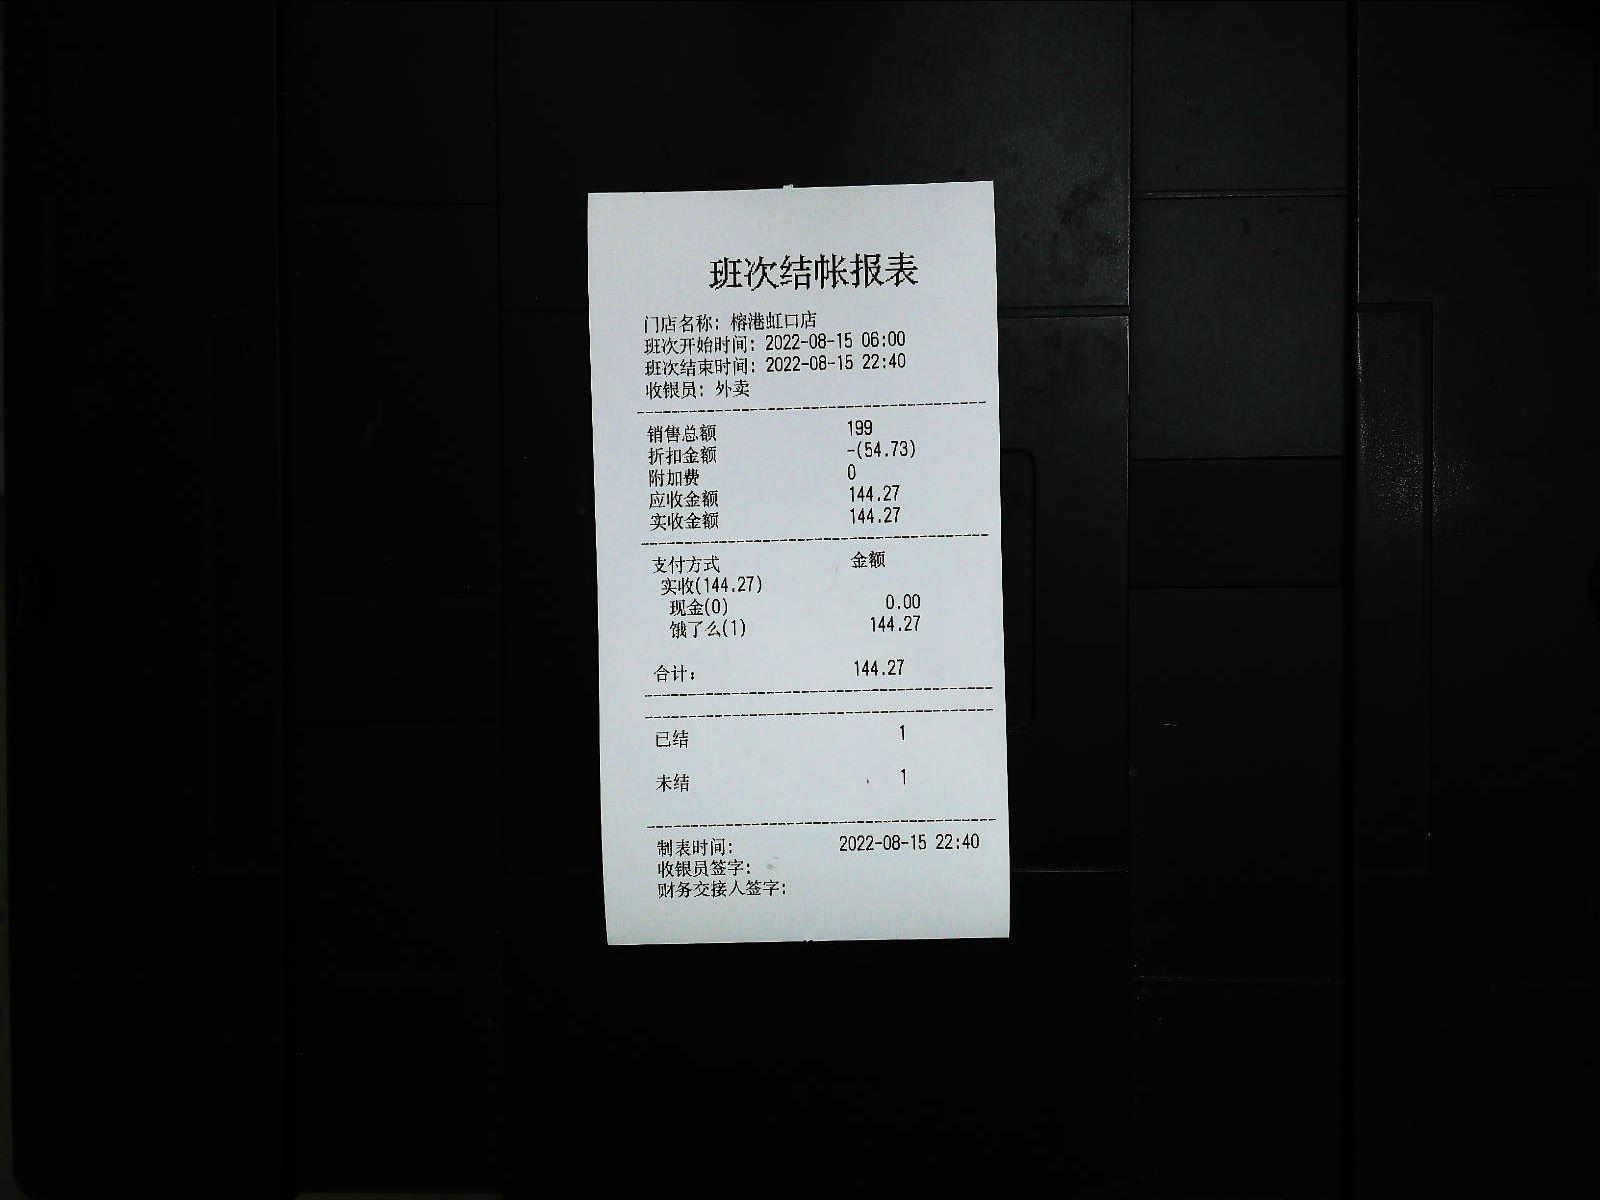 班次结帐报表
门店名称: 榕港虹口店
班次开始时间: 2022-08-15 06:00
班次结束时间: 2022-08-15 22:40
收银员: 外卖
销售总额 199
折扣金额 -(54.73)
附加费 0
应收金额 144.27
实收金额 144.27
支付方式 金额
实收(144.27)
现金(0) 0.00
饿了么(1) 144.27
合计: 144.27
已结 1
未结 1
制表时间: 2022-08-15 22:40
收银员签字:
财务交接人签字: